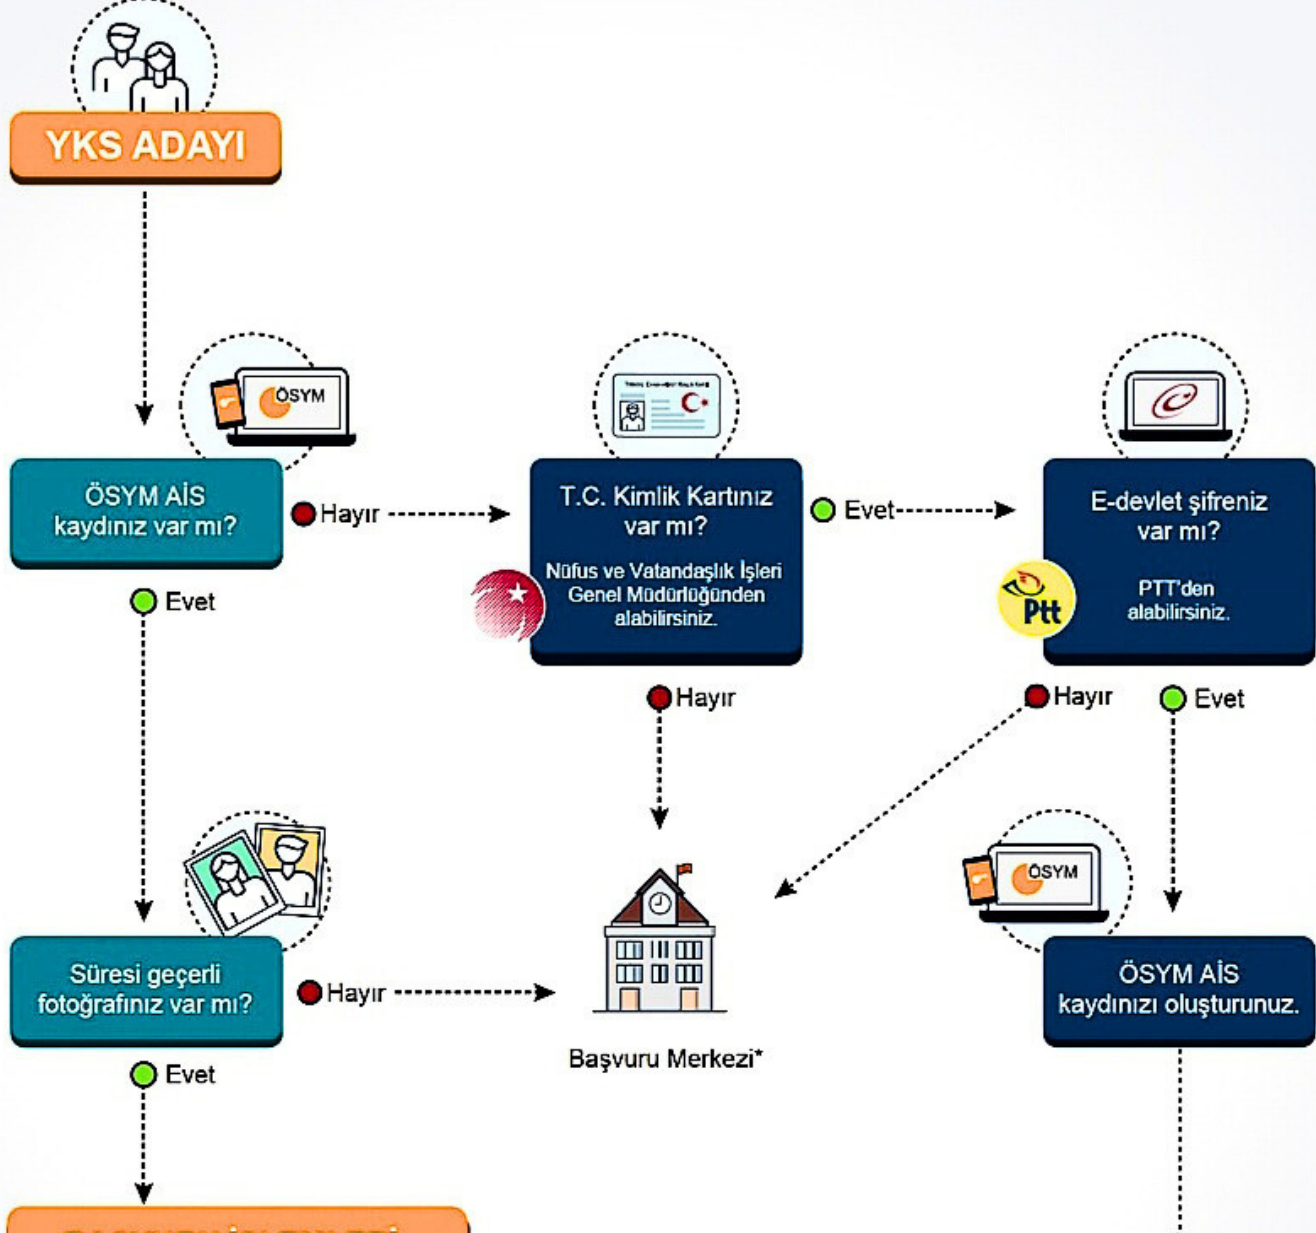 YKS ADAYI
ÖSYM
ÖSYM AİS
kaydınız var mı?
Hayır
T.C. Kimlik Kartınız
var mı?
Nüfus ve Vatandaşlık İşleri
Genel Müdürlüğünden
alabilirsiniz.
Evet
E-devlet şifreniz
var mı?
Ptt
PTT'den
alabilirsiniz.
Evet
Hayır
Hayır
Evet
ÖSYM
Süresi geçerli
fotoğrafınız var mı?
Hayır
Başvuru Merkezi*
ÖSYM AİS
kaydınızı oluşturunuz.
Evet